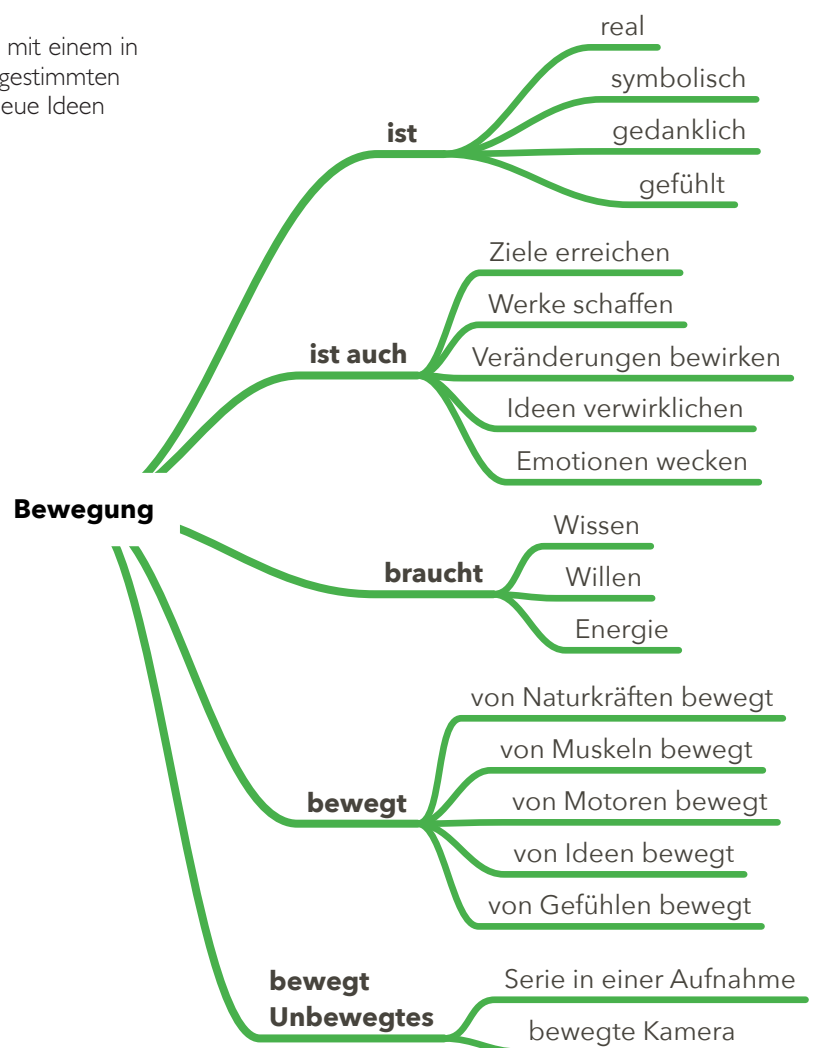 mit einem in
gestimmten
eue Ideen
Bewegung
ist
real
symbolisch
gedanklich
gefühlt
ist auch
Ziele erreichen
Werke schaffen
Veränderungen bewirken
Ideen verwirklichen
Emotionen wecken
braucht
Wissen
Willen
Energie
bewegt
von Naturkräften bewegt
von Muskeln bewegt
von Motoren bewegt
von Ideen bewegt
von Gefühlen bewegt
bewegt
Unbewegtes
Serie in einer Aufnahme
bewegte Kamera